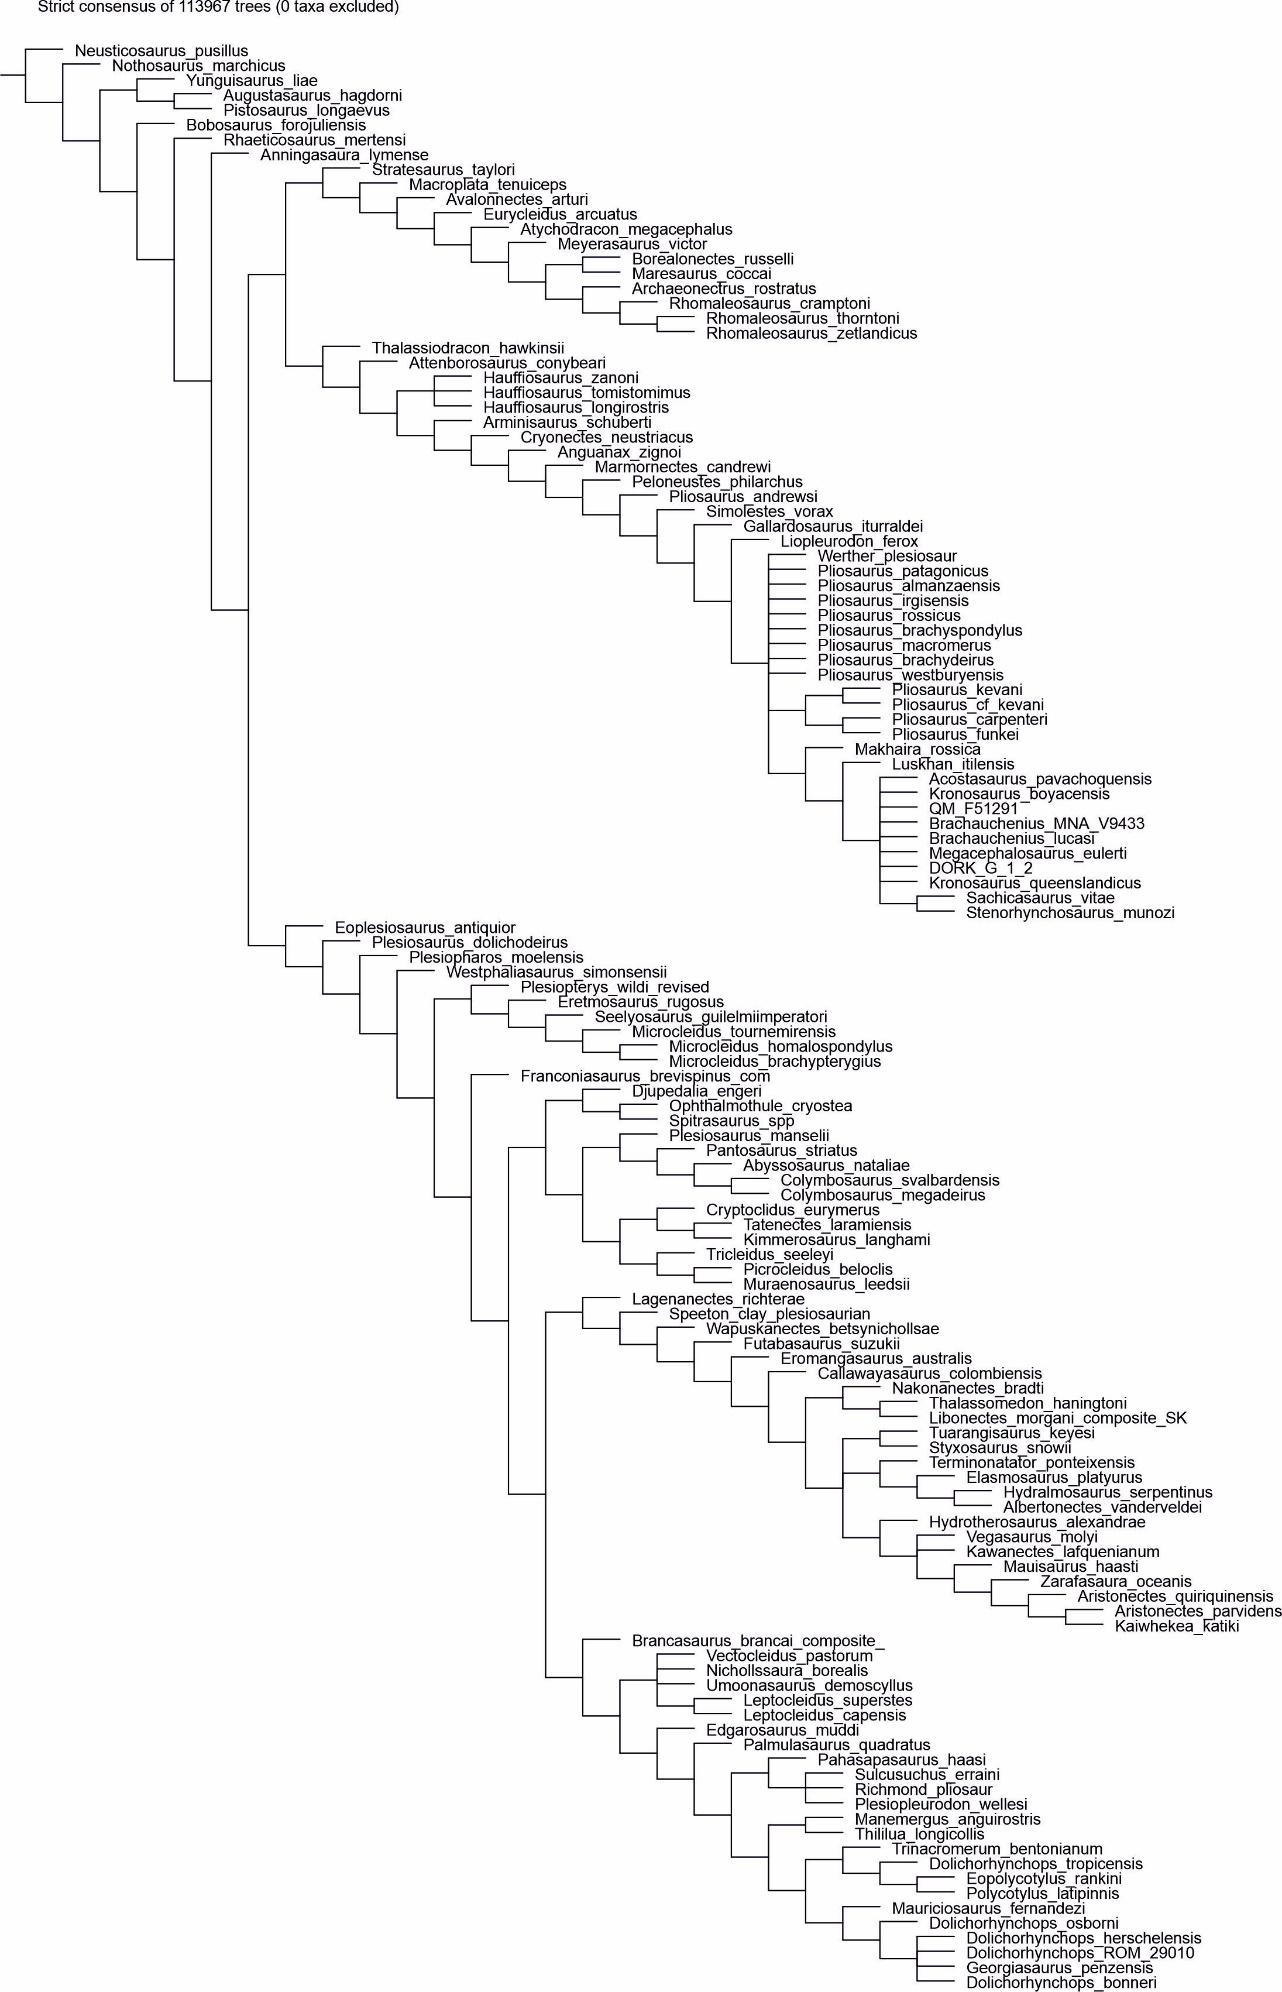 Strict consensus of 113967 trees (0 taxa excluded)
Neusticosaurus_pusillus
Nothosaurus_marchicus
Yunguisaurus_liae
Augustasaurus_hagdorni
Pistosaurus_longaevus
Bobosaurus_forojuliensis
Rhaeticosaurus_mertensi
Anningasaura_lymense
Stratesaurus_taylori
Macroplata_tenuiceps
Avalonnectes_arturi
Eurycleidus_arcuatus
Atychodracon_megacephalus
Meyerasaurus_victor
Borealonectes_russelli
Maresaurus_coccai
Archaeonectrus_rostratus
Rhomaleosaurus_cramptoni
Rhomaleosaurus_thorntoni
Rhomaleosaurus_zetlandicus
Thalassiodracon_hawkinsii
Attenborosaurus_conybeari
Hauffiosaurus_zanoni
Hauffiosaurus_tomistomimus
Hauffiosaurus_longirostris
Arminisaurus_schuberti
Cryonectes_neustriacus
Anguanax_zignoi
Marmornectes_candrewi
Peloneustes_philarchus
Pliosaurus_andrewsi
Simolestes_vorax
Gallardosaurus_iturraldei
Liopleurodon_ferox
Werther_plesiosaur
Pliosaurus_patagonicus
Pliosaurus_almanzaensis
Pliosaurus_irgisensis
Pliosaurus_rossicus
Pliosaurus_brachyspondylus
Pliosaurus_macromerus
Pliosaurus_brachydeirus
Pliosaurus_westburyensis
Pliosaurus_kevani
Pliosaurus_cf_kevani
Pliosaurus_carpenteri
Pliosaurus_funkei
Makhaira_rossica
Luskhan_itilensis
Acostasaurus_pavachoquensis
Kronosaurus_boyacensis
QM_F51291
Brachauchenius_MNA_V9433
Brachauchenius_lucasi
Megacephalosaurus_eulerti
DORK_G_1_2
Kronosaurus_queenslandicus
Sachicasaurus_vitae
Stenorhynchosaurus_munozi
Eoplesiosaurus_antiquior
Plesiosaurus_dolichodeirus
Plesiopharos_moelensis
Westphaliasaurus_simonsensii
Plesiopterys_wildi_revised
Eretmosaurus_rugosus
Seelyosaurus_guilelmiimperatori
Microcleidus_tournemirensis
Microcleidus_homalospondylus
Microcleidus_brachypterygius
Franconiasaurus_brevispinus_com
Djupedalia_engeri
Ophthalmothule_cryostea
Spitrasaurus_spp
Plesiosaurus_manselii
Pantosaurus_striatus
Abyssosaurus_nataliae
Colymbosaurus_svalbardensis
Colymbosaurus_megadeirus
Cryptoclidus_eurymerus
Tatenectes_laramiensis
Kimmerosaurus_langhami
Tricleidus_seeleyi
Picrocleidus_beloclis
Muraenosaurus_leedsii
Lagenanectes_richterae
Speeton_clay_plesiosaurian
Wapuskanectes_betsynichollsae
Futabasaurus_suzukii
Eromangasaurus_australis
Callawayasaurus_colombiensis
Nakonanectes_bradti
Thalassomedon_haningtoni
Libonectes_morgani_composite_SK
Tuarangisaurus_keyesi
Styxosaurus_snowii
Terminonatator_ponteixensis
Elasmosaurus_platyurus
Hydralmosaurus_serpentinus
Albertonectes_vanderveldei
Hydrotherosaurus_alexandrae
Vegasaurus_molyi
Kawanectes_lafquenianum
Mauisaurus_haasti
Zarafasaura_oceanis
Aristonectes_quiriquinensis
Aristonectes_parvidens
Kaiwhekea_katiki
Brancasaurus_brancai_composite_
Vectocleidus_pastorum
Nichollssaura_borealis
Umoonasaurus_demoscyllus
Leptocleidus_superstes
Leptocleidus_capensis
Edgarosaurus_muddi
Palmulasaurus_quadratus
Pahasapasaurus_haasi
Sulcusuchus_erraini
Richmond_pliosaur
Plesiopleurodon_wellesi
Manemergus_anguirostris
Thililua_longicollis
Trinacromerum_bentonianum
Dolichorhynchops_tropicensis
Eopolycotylus_rankini
Polycotylus_latipinnis
Mauriciosaurus_fernandezi
Dolichorhynchops_osborni
Dolichorhynchops_herschelensis
Dolichorhynchops_ROM_29010
Georgiasaurus_penzensis
Dolichorhynchops_bonneri